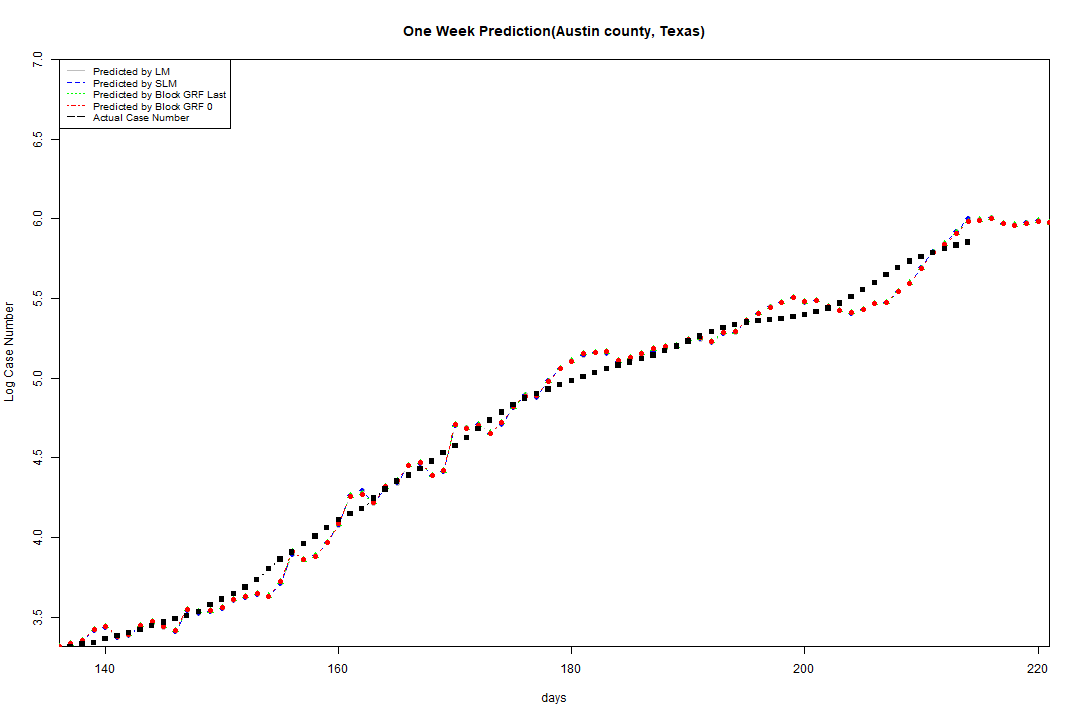 One Week Prediction(Austin county, Texas)
7.0
Predicted by LM
Predicted by SLM
Predicted by Block GRF Last
Predicted by Block GRF 0
Actual Case Number
6.5
6.0
5.5
5.0
4.5
4.0
3.5
Log Case Number
140 160 180 200 220
days